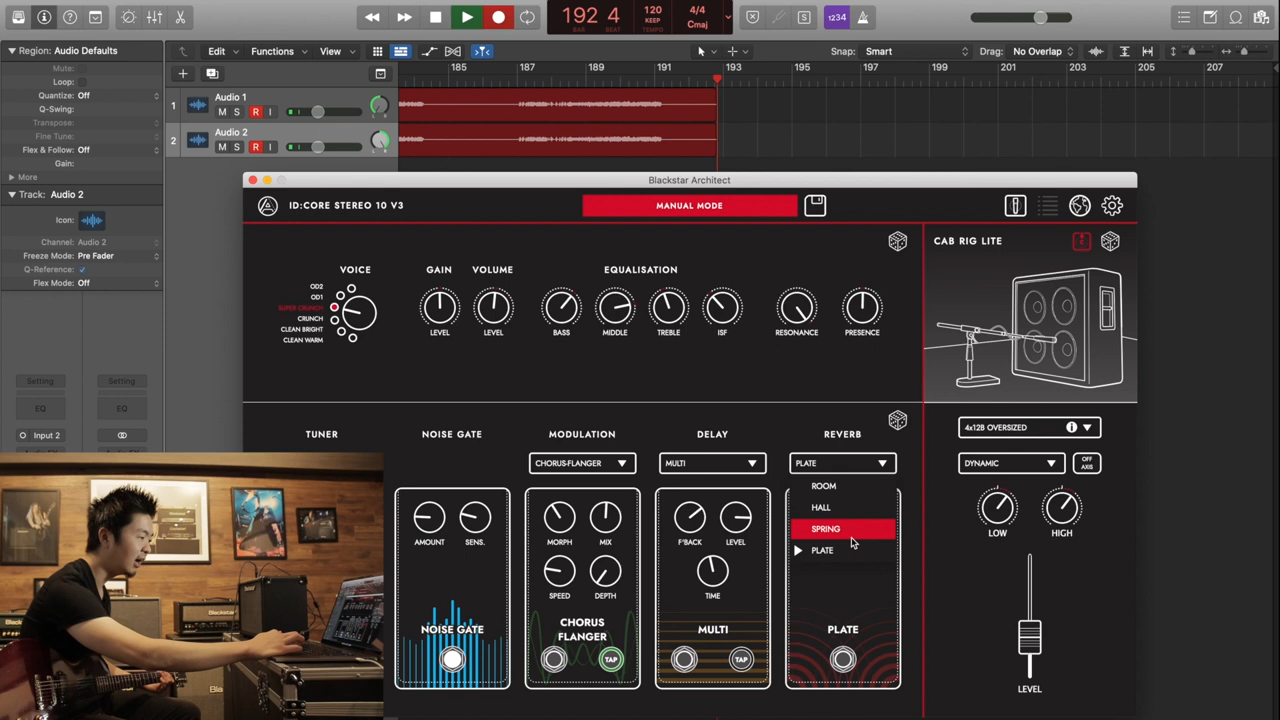 192 4
BAR
BEAT
120
KEEP
TEMPO
4/4
Cmaj
1234
Region: Audio Defaults
Mute:
Loop:
Quantize: Off
Q-Swing:
Transpose:
Fine Tune:
Flex & Follow: Off
Gain:
More
Track: Audio 2
Icon:
Channel: Audio 2
Freeze Mode: Pre Fader
Q-Reference:
Flex Mode: Off
Setting
Setting
EQ
EQ
Input 2
Edit
Functions
View
Snap: Smart
Drag: No Overlap
185
187
189
191
193
195
197
199
201
203
205
207
1
Audio 1
M S R I
2
Audio 2
M S R I
Blackstar Architect
ID:CORE STEREO 10 V3
MANUAL MODE
VOICE
OD2
OD1
SUPER CRUNCH
CRUNCH
CLEAN BRIGHT
CLEAN WARM
GAIN
LEVEL
VOLUME
LEVEL
EQUALISATION
BASS
MIDDLE
TREBLE
ISF
RESONANCE
PRESENCE
CAB RIG LITE
4x12B OVERSIZED
DYNAMIC
OFF
AXIS
LOW
HIGH
LEVEL
TUNER
NOISE GATE
AMOUNT
SENS.
NOISE GATE
MODULATION
CHORUS-FLANGER
MORPH
MIX
SPEED
DEPTH
CHORUS
FLANGER
TAP
DELAY
MULTI
F'BACK
LEVEL
TIME
MULTI
TAP
REVERB
PLATE
ROOM
HALL
SPRING
PLATE
PLATE